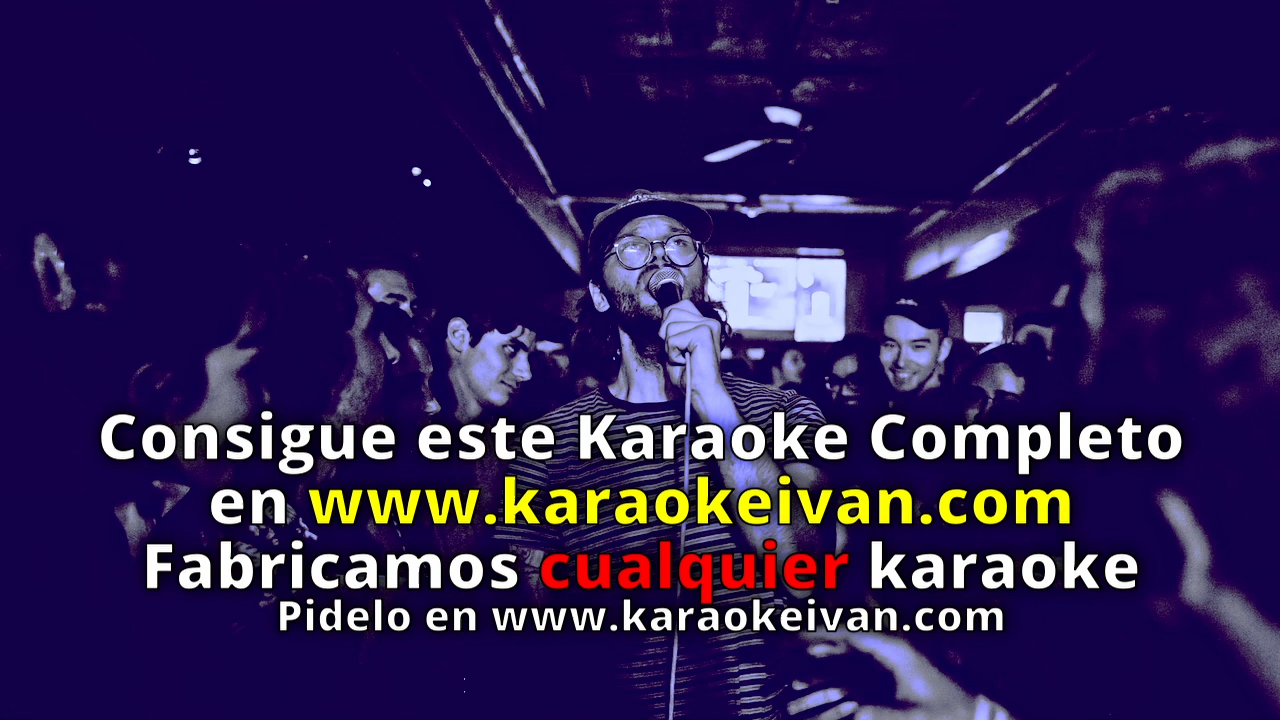 Consigue este Karaoke Completo
en www.karaokeivan.com
Fabricamos cualquier karaoke
Pidelo en www.karaokeivan.com